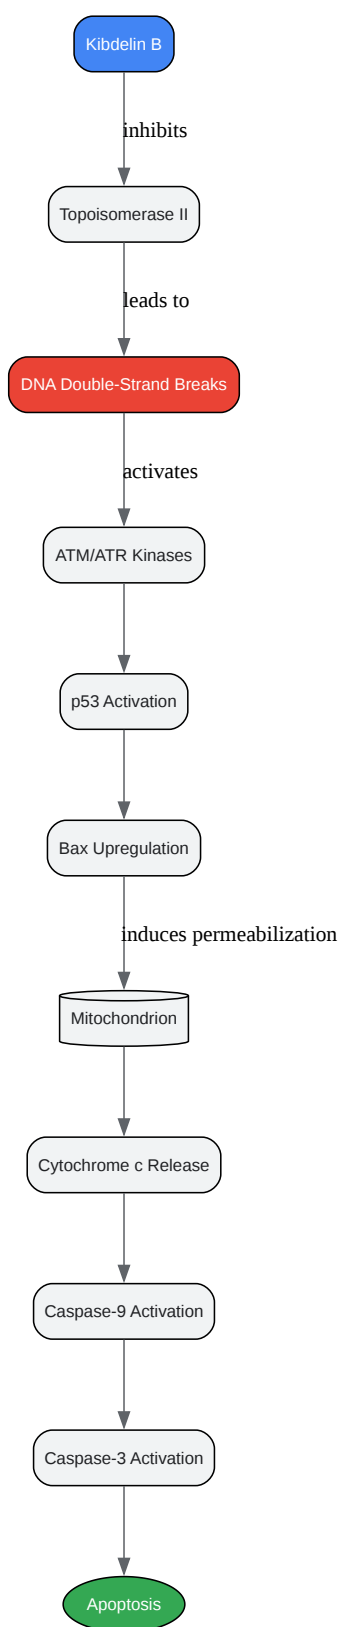 Kibdelin B
inhibits
Topoisomerase II
leads to
DNA Double-Strand Breaks
activates
ATM/ATR Kinases
p53 Activation
Bax Upregulation
induces permeabilization
Mitochondrion
Cytochrome c Release
Caspase-9 Activation
Caspase-3 Activation
Apoptosis